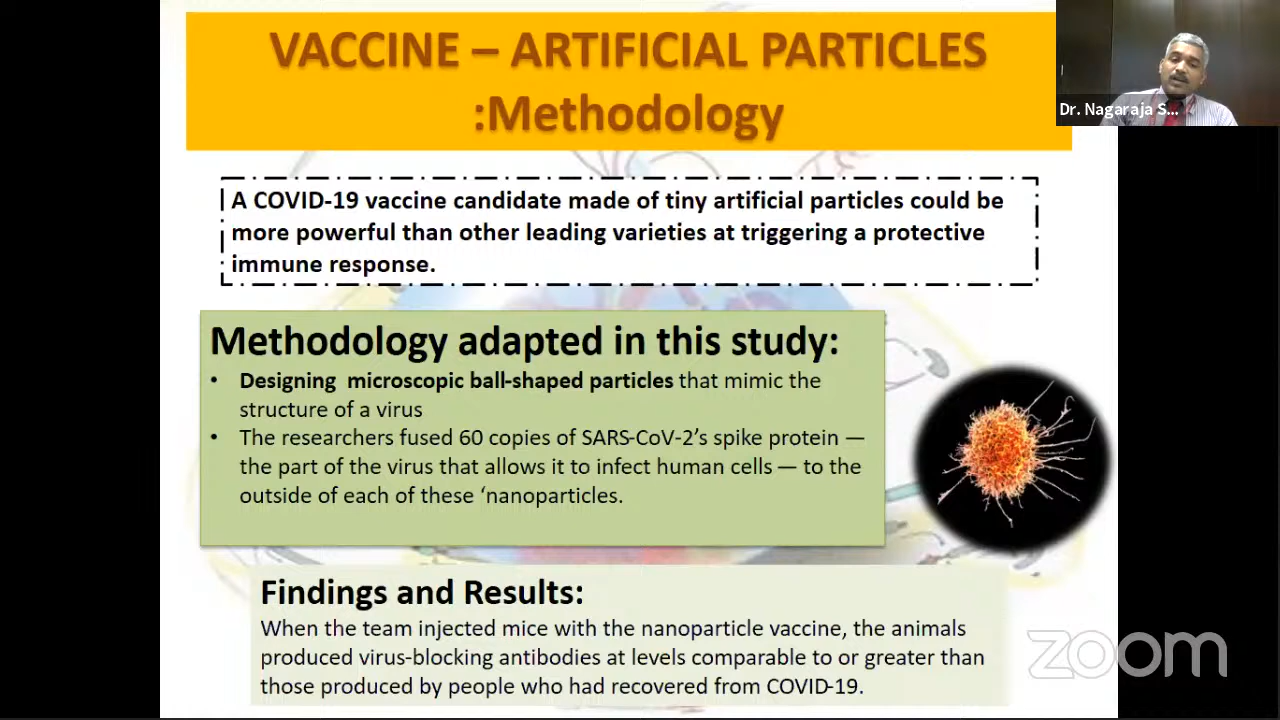 VACCINE – ARTIFICIAL PARTICLES
:Methodology
Dr. Nagaraja S...
A COVID-19 vaccine candidate made of tiny artificial particles could be
more powerful than other leading varieties at triggering a protective
immune response.
Methodology adapted in this study:
• Designing microscopic ball-shaped particles that mimic the
structure of a virus
• The researchers fused 60 copies of SARS-CoV-2’s spike protein —
the part of the virus that allows it to infect human cells — to the
outside of each of these ‘nanoparticles.
Findings and Results:
When the team injected mice with the nanoparticle vaccine, the animals
produced virus-blocking antibodies at levels comparable to or greater than
those produced by people who had recovered from COVID-19.
zoom